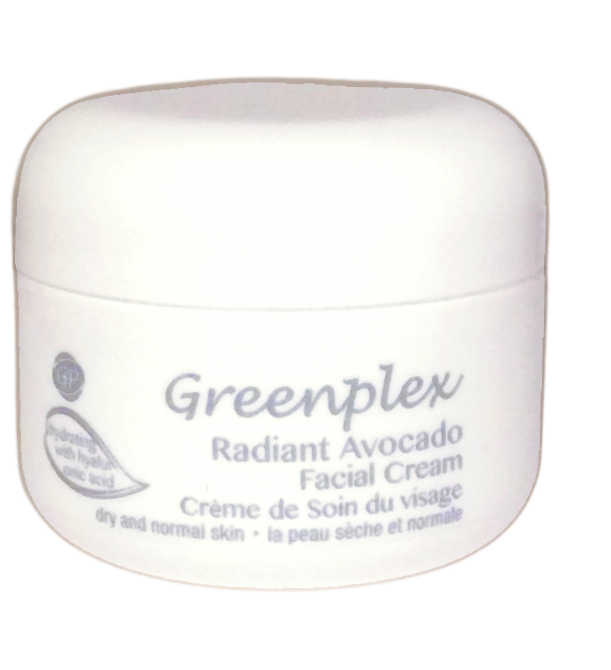 GP
Greenplex
Radiant Avocado
Facial Cream
Crème de Soin du visage
dry and normal skin • la peau sèche et normale
hydrating
with hyalur-
onic acid